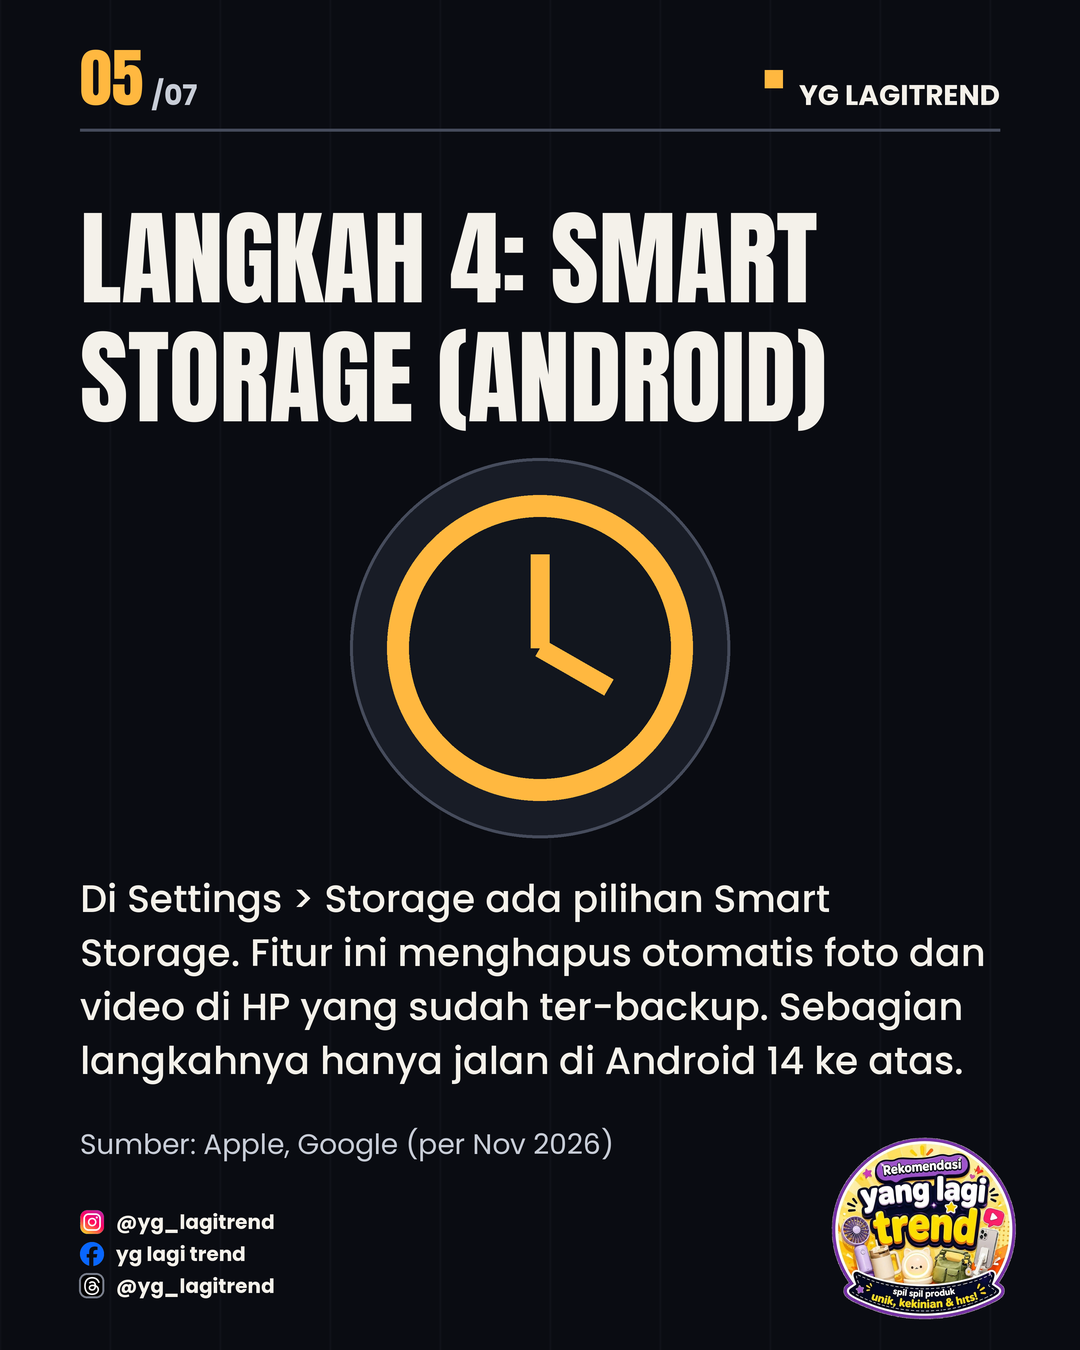 05 /07
YG LAGITREND
LANGKAH 4: SMART
STORAGE (ANDROID)
Di Settings > Storage ada pilihan Smart
Storage. Fitur ini menghapus otomatis foto dan
video di HP yang sudah ter-backup. Sebagian
langkahnya hanya jalan di Android 14 ke atas.
Sumber: Apple, Google (per Nov 2026)
@yg_lagitrend
yg lagi trend
@yg_lagitrend
Rekomendasi
yang lagi
trend
spil spil produk
unik, kekinian & hits!